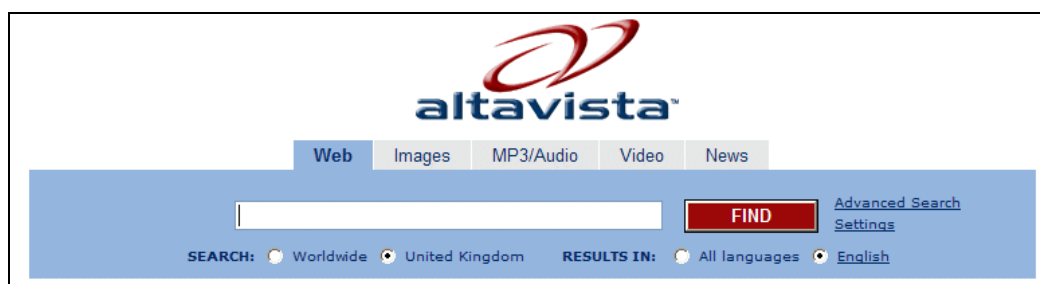 altavista™
Web Images MP3/Audio Video News
FIND Advanced Search
Settings
SEARCH: Worldwide United Kingdom RESULTS IN: All languages English